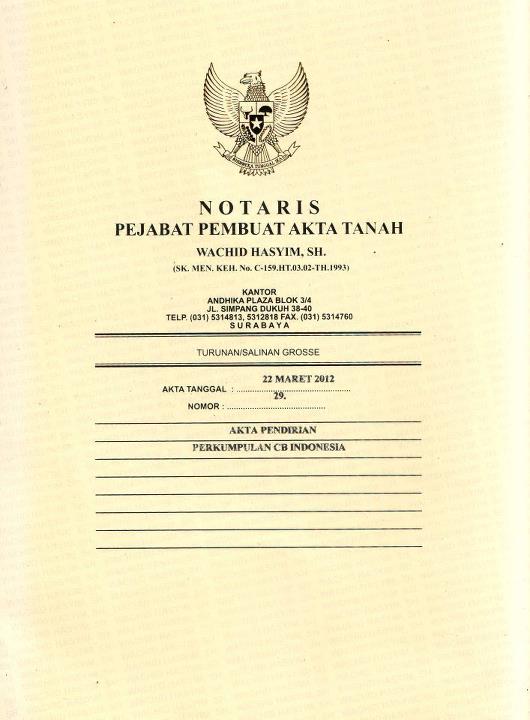 NOTARIS
PEJABAT PEMBUAT AKTA TANAH
WACHID HASYIM, SH.
(SK. MEN. KEH. No. C-159.HT.03.02-TH.1993)
KANTOR
ANDHIKA PLAZA BLOK 3/4
JL. SIMPANG DUKUH 38-40
TELP. (031) 5314813, 5312818 FAX. (031) 5314760
SURABAYA
TURUNAN/SALINAN GROSSE
AKTA TANGGAL : 22 MARET 2012
NOMOR : 29.
AKTA PENDIRIAN
PERKUMPULAN CB INDONESIA